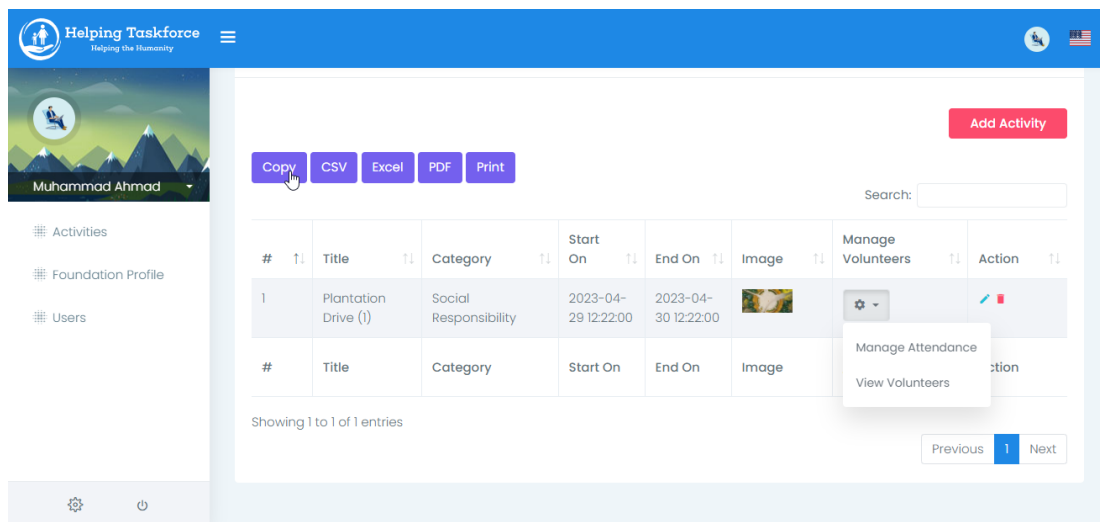 Helping Taskforce
Helping the Humanity
Muhammad Ahmad
Activities
Foundation Profile
Users
Add Activity
Copy CSV Excel PDF Print
Search:
# Title Category Start On End On Image Manage Volunteers Action
1 Plantation Drive (1) Social Responsibility 2023-04-29 12:22:00 2023-04-30 12:22:00
Manage Attendance
View Volunteers
# Title Category Start On End On Image ction
Showing 1 to 1 of 1 entries
Previous 1 Next